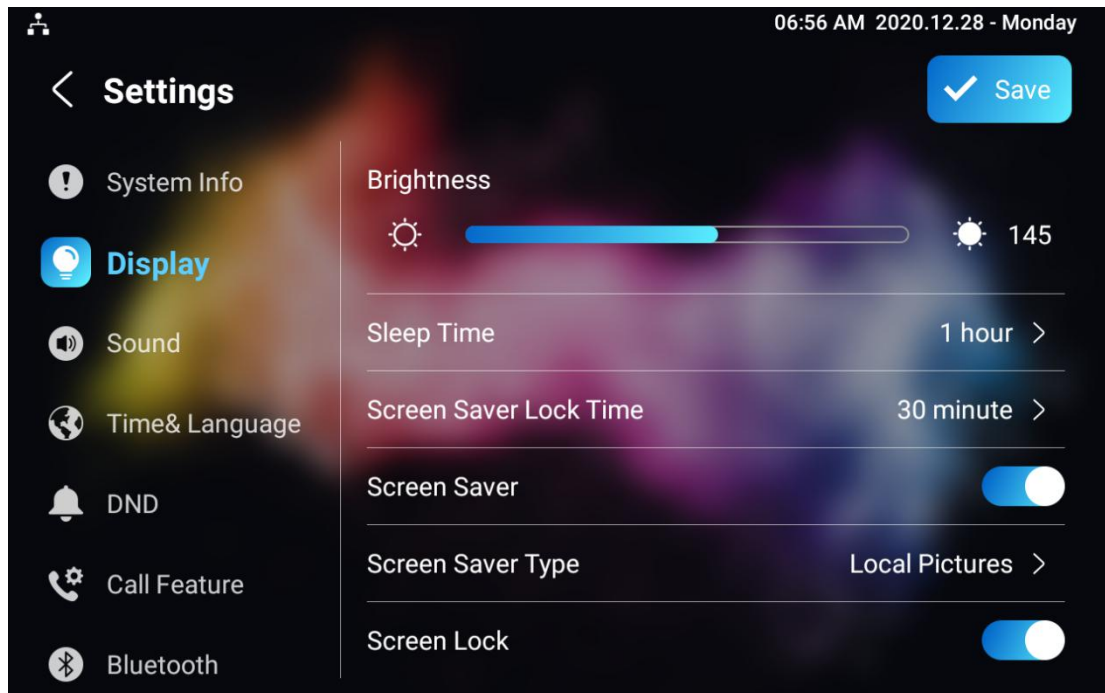 06:56 AM 2020.12.28 - Monday
Settings
Save
System Info
Display
Sound
Time& Language
DND
Call Feature
Bluetooth
Brightness
145
Sleep Time 1 hour
Screen Saver Lock Time 30 minute
Screen Saver
Screen Saver Type Local Pictures
Screen Lock